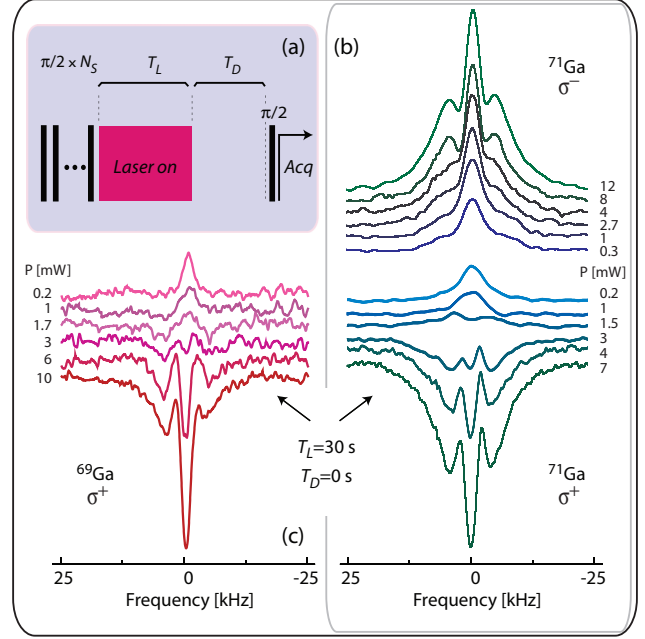 (a)
π/2 × N_S
T_L
T_D
π/2
Laser on
Acq
(b)
⁷¹Ga
σ⁻
12
8
4
2.7
1
0.3
P [mW]
0.2
1
1.7
3
6
10
P [mW]
0.2
1
1.5
3
4
7
T_L=30 s
T_D=0 s
⁶⁹Ga
σ⁺
⁷¹Ga
σ⁺
(c)
25 0 -25
Frequency [kHz]
25 0 -25
Frequency [kHz]